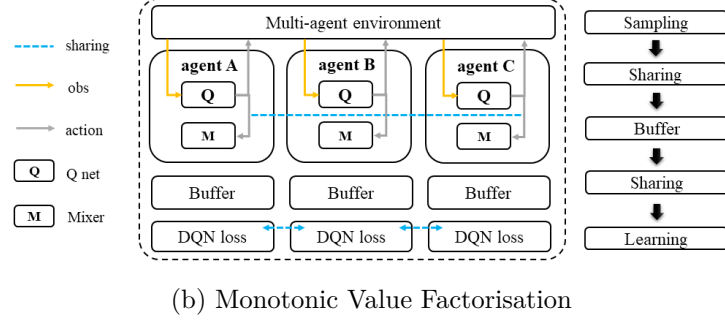 sharing
obs
action
Q Q net
M Mixer
Multi-agent environment
agent A agent B agent C
Q Q Q
M M M
Buffer Buffer Buffer
DQN loss DQN loss DQN loss
Sampling
Sharing
Buffer
Sharing
Learning
(b) Monotonic Value Factorisation